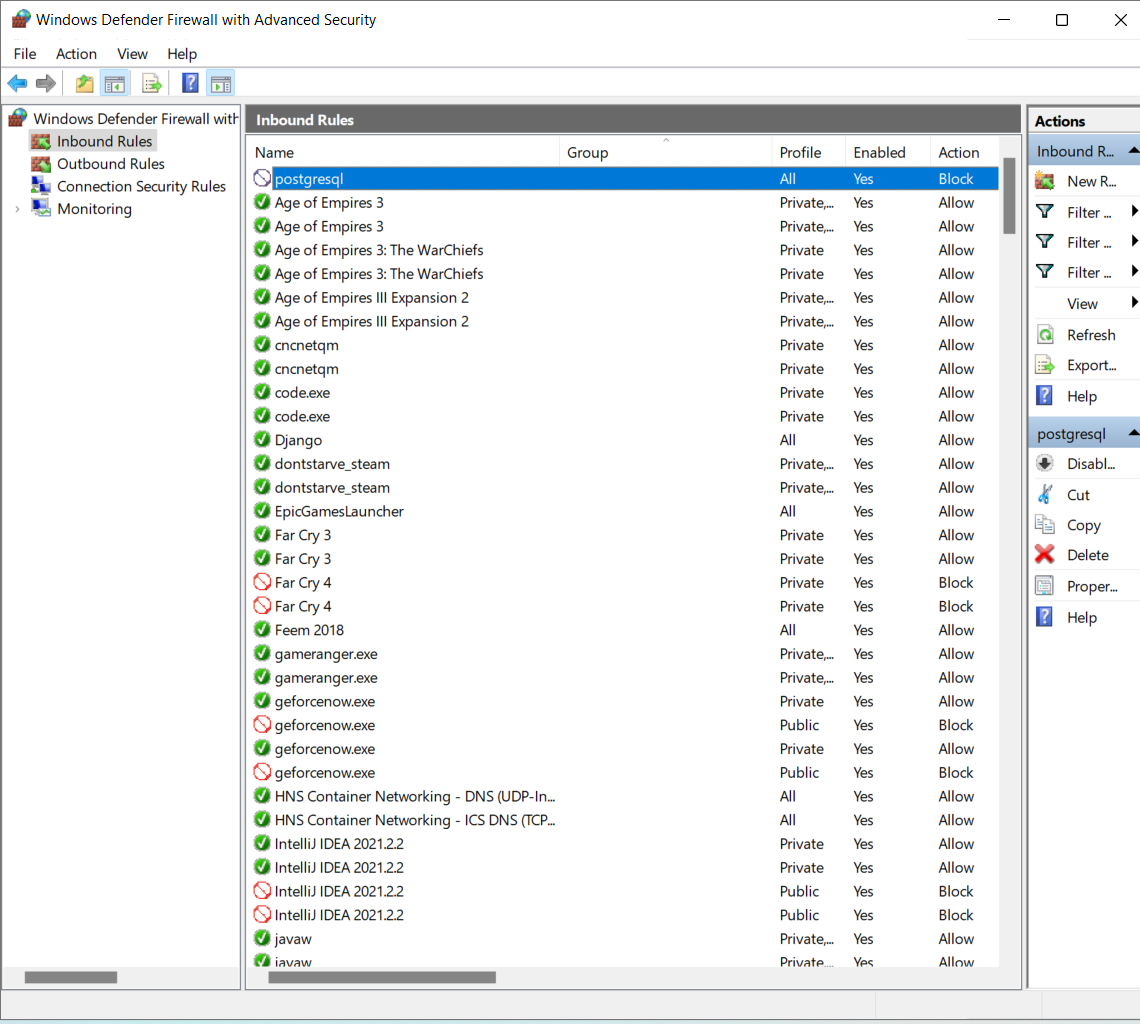 Windows Defender Firewall with Advanced Security
File Action View Help
Windows Defender Firewall with
Inbound Rules
Outbound Rules
Connection Security Rules
Monitoring
Inbound Rules
Name Group Profile Enabled Action
postgresql All Yes Block
Age of Empires 3 Private,... Yes Allow
Age of Empires 3 Private,... Yes Allow
Age of Empires 3: The WarChiefs Private Yes Allow
Age of Empires 3: The WarChiefs Private Yes Allow
Age of Empires III Expansion 2 Private,... Yes Allow
Age of Empires III Expansion 2 Private,... Yes Allow
cncnetqm Private Yes Allow
cncnetqm Private Yes Allow
code.exe Private Yes Allow
code.exe Private Yes Allow
Django All Yes Allow
dontstarve_steam Private,... Yes Allow
dontstarve_steam Private,... Yes Allow
EpicGamesLauncher All Yes Allow
Far Cry 3 Private Yes Allow
Far Cry 3 Private Yes Allow
Far Cry 4 Private Yes Block
Far Cry 4 Private Yes Block
Feem 2018 All Yes Allow
gameranger.exe Private,... Yes Allow
gameranger.exe Private,... Yes Allow
geforcenow.exe Private Yes Allow
geforcenow.exe Public Yes Block
geforcenow.exe Private Yes Allow
geforcenow.exe Public Yes Block
HNS Container Networking - DNS (UDP-In... All Yes Allow
HNS Container Networking - ICS DNS (TCP... All Yes Allow
IntelliJ IDEA 2021.2.2 Private Yes Allow
IntelliJ IDEA 2021.2.2 Private Yes Allow
IntelliJ IDEA 2021.2.2 Public Yes Block
IntelliJ IDEA 2021.2.2 Public Yes Block
javaw Private,... Yes Allow
javaw Private,... Yes Allow
Actions
Inbound R...
New R...
Filter ...
Filter ...
Filter ...
View
Refresh
Export...
Help
postgresql
Disabl...
Cut
Copy
Delete
Proper...
Help